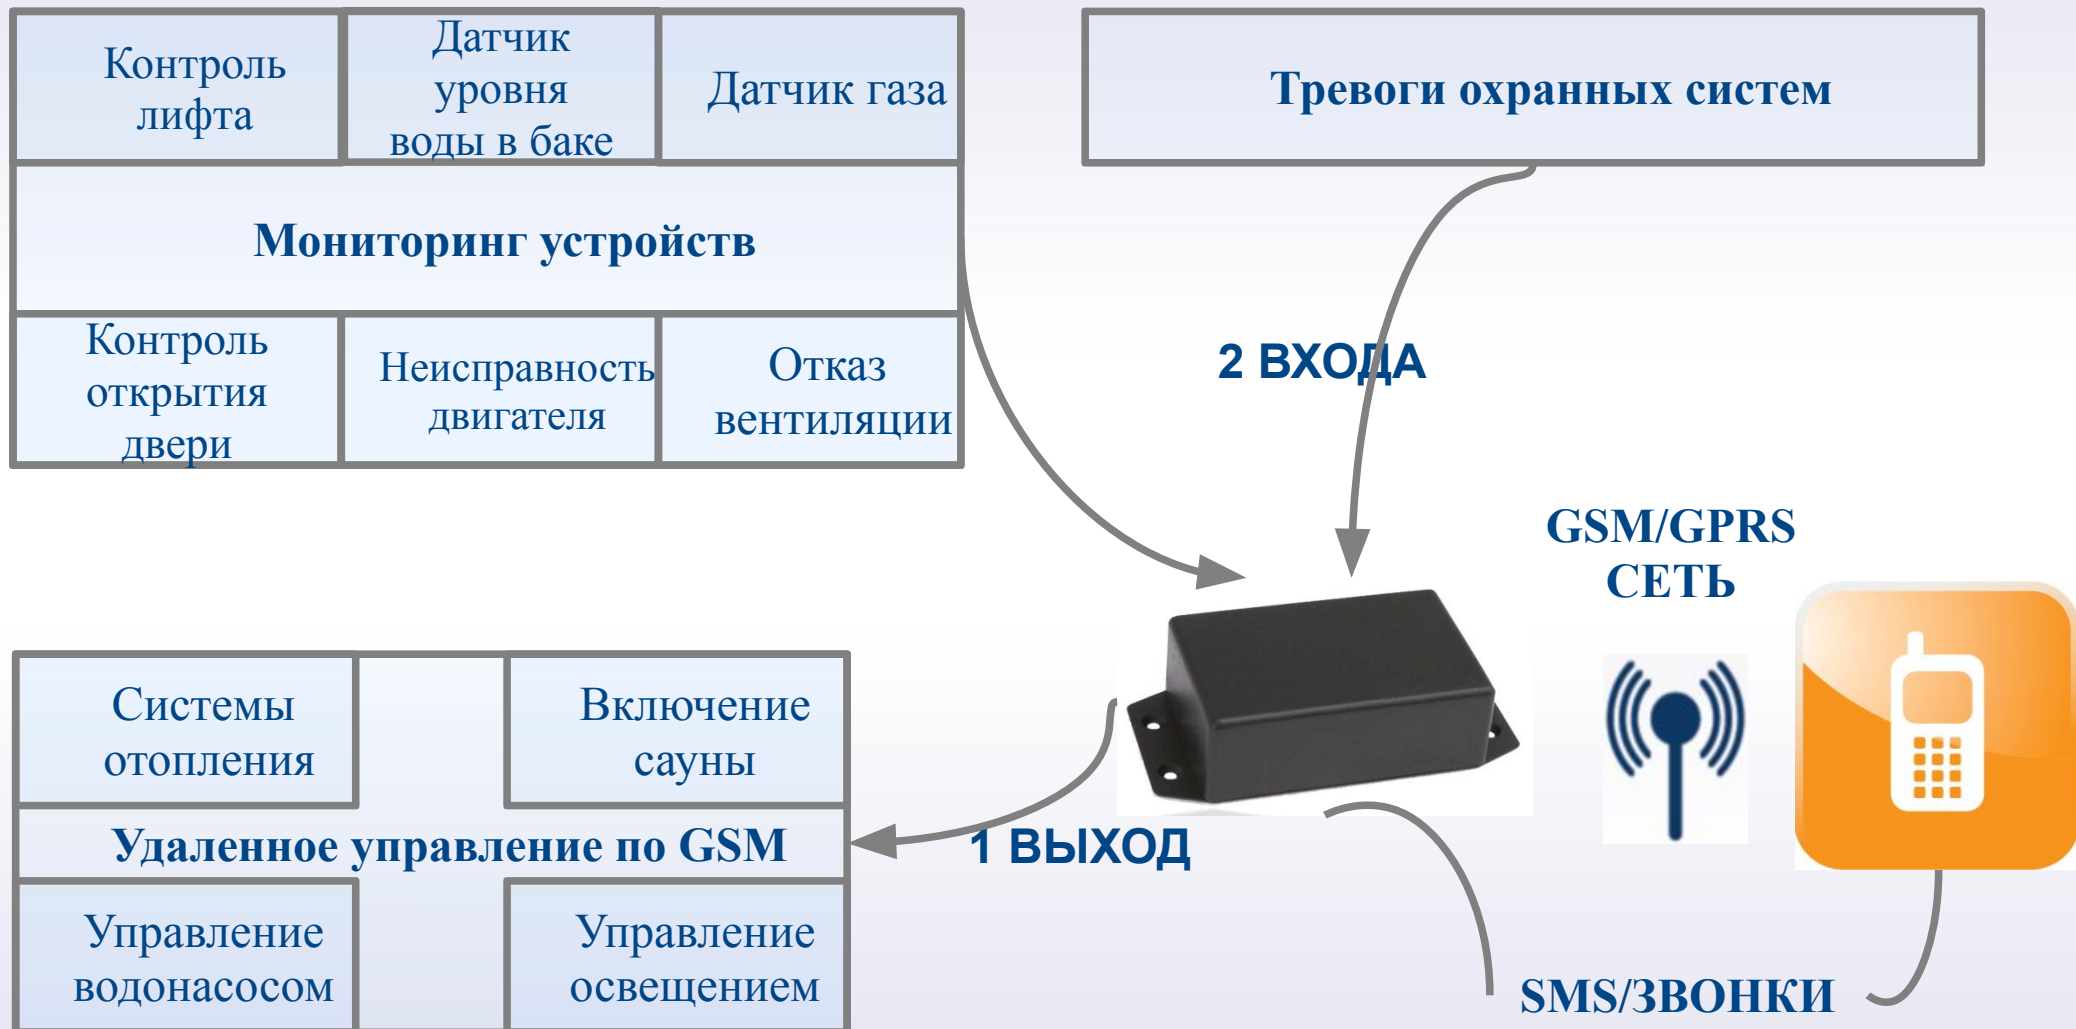 Контроль
лифта
Датчик
уровня
воды в баке
Датчик газа
Мониторинг устройств
Контроль
открытия
двери
Неисправность
двигателя
Отказ
вентиляции
Тревоги охранных систем
2 ВХОДА
GSM/GPRS
СЕТЬ
Системы
отопления
Включение
сауны
Удаленное управление по GSM
Управление
водонасосом
Управление
освещением
1 ВЫХОД
SMS/ЗВОНКИ